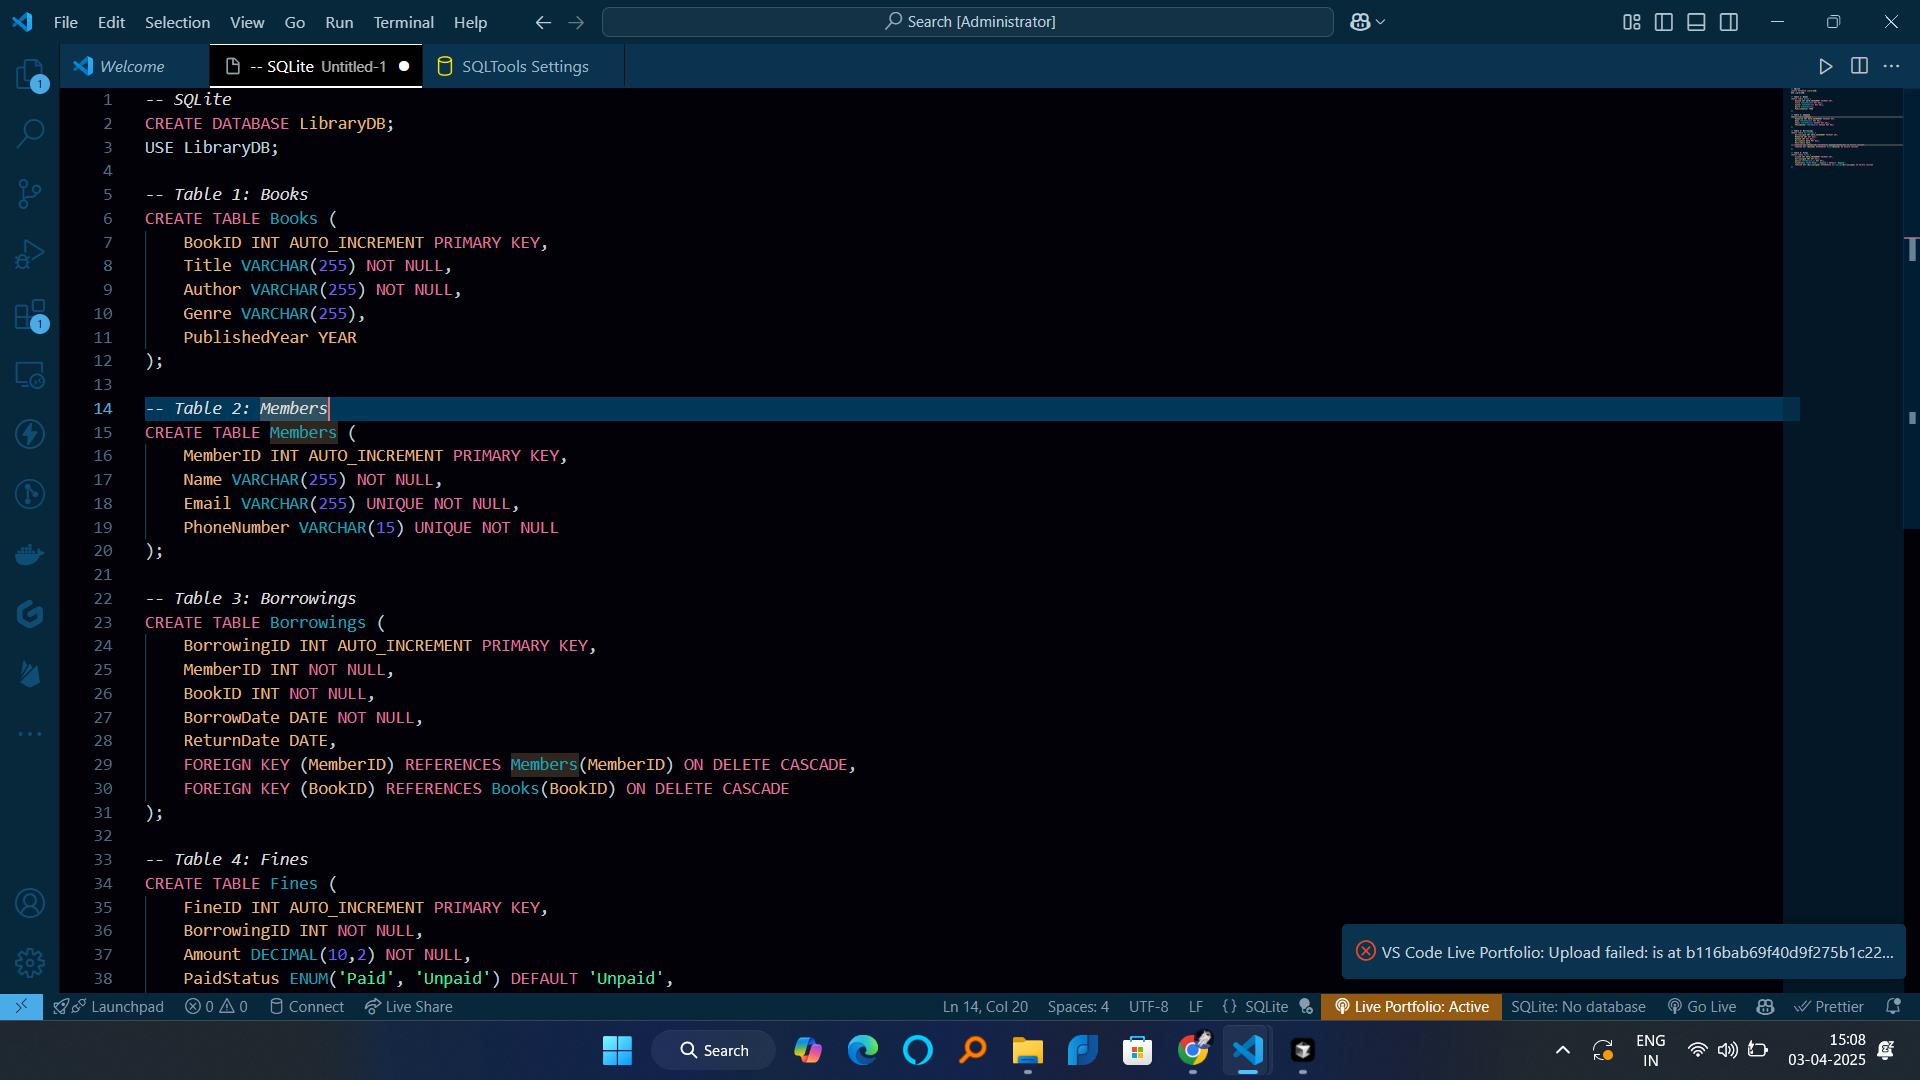 File Edit Selection View Go Run Terminal Help
Search [Administrator]
Welcome
-- SQLite Untitled-1
SQLTools Settings
1
1
1 -- SQLite
2 CREATE DATABASE LibraryDB;
3 USE LibraryDB;
4
5 -- Table 1: Books
6 CREATE TABLE Books (
7 BookID INT AUTO_INCREMENT PRIMARY KEY,
8 Title VARCHAR(255) NOT NULL,
9 Author VARCHAR(255) NOT NULL,
10 Genre VARCHAR(255),
11 PublishedYear YEAR
12 );
13
14 -- Table 2: Members
15 CREATE TABLE Members (
16 MemberID INT AUTO_INCREMENT PRIMARY KEY,
17 Name VARCHAR(255) NOT NULL,
18 Email VARCHAR(255) UNIQUE NOT NULL,
19 PhoneNumber VARCHAR(15) UNIQUE NOT NULL
20 );
21
22 -- Table 3: Borrowings
23 CREATE TABLE Borrowings (
24 BorrowingID INT AUTO_INCREMENT PRIMARY KEY,
25 MemberID INT NOT NULL,
26 BookID INT NOT NULL,
27 BorrowDate DATE NOT NULL,
28 ReturnDate DATE,
29 FOREIGN KEY (MemberID) REFERENCES Members(MemberID) ON DELETE CASCADE,
30 FOREIGN KEY (BookID) REFERENCES Books(BookID) ON DELETE CASCADE
31 );
32
33 -- Table 4: Fines
34 CREATE TABLE Fines (
35 FineID INT AUTO_INCREMENT PRIMARY KEY,
36 BorrowingID INT NOT NULL,
37 Amount DECIMAL(10,2) NOT NULL,
38 PaidStatus ENUM('Paid', 'Unpaid') DEFAULT 'Unpaid',
VS Code Live Portfolio: Upload failed: is at b116bab69f40d9f275b1c22...
Launchpad 0 0 Connect Live Share Ln 14, Col 20 Spaces: 4 UTF-8 LF {} SQLite Live Portfolio: Active SQLite: No database Go Live Prettier
Search
ENG
IN
15:08
03-04-2025